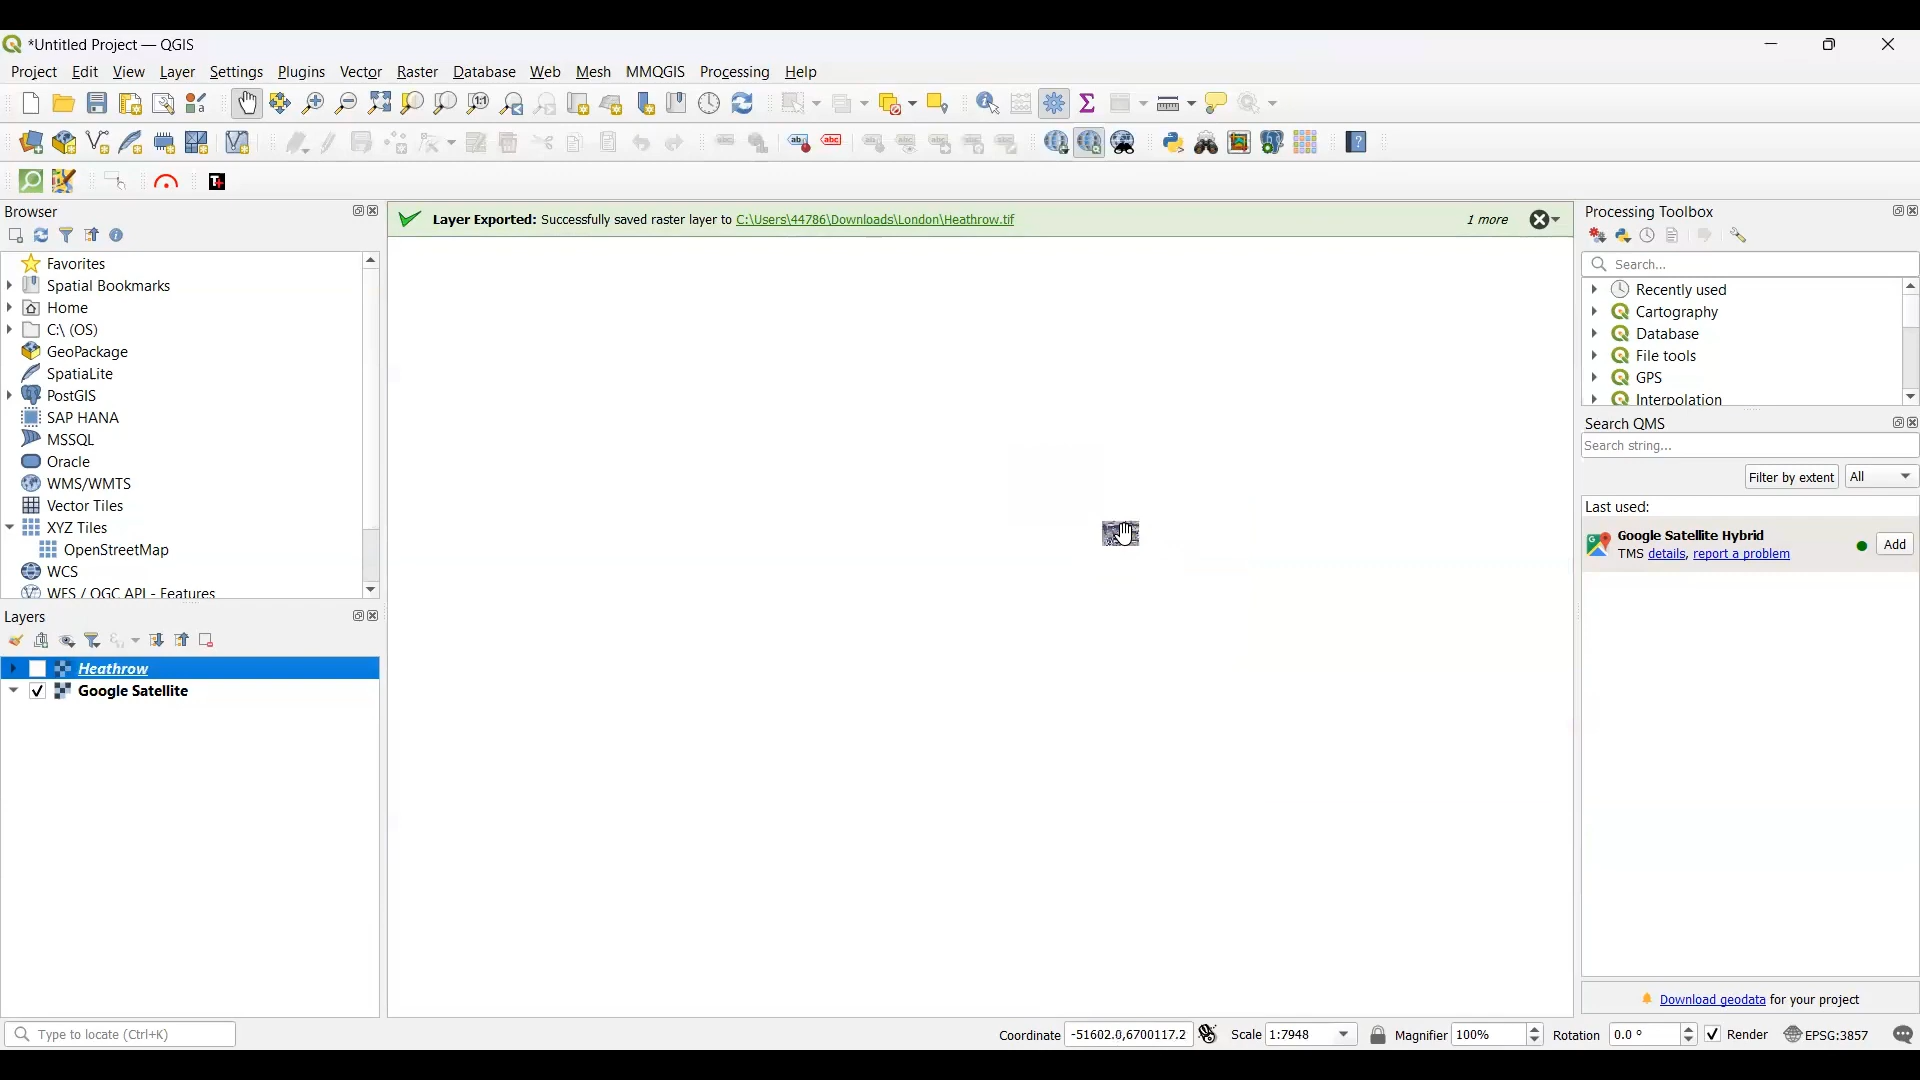 *Untitled Project — QGIS
Project Edit View Layer Settings Plugins Vector Raster Database Web Mesh MMQGIS Processing Help
Browser
Favorites
Spatial Bookmarks
Home
C:\ (OS)
GeoPackage
SpatiaLite
PostGIS
SAP HANA
MSSQL
Oracle
WMS/WMTS
Vector Tiles
XYZ Tiles
OpenStreetMap
WCS
WFS / OGC API - Features
Layers
Heathrow
Google Satellite
Layer Exported: Successfully saved raster layer to C:\Users\44786\Downloads\London\Heathrow.tif
1 more
Processing Toolbox
Search...
Recently used
Cartography
Database
File tools
GPS
Interpolation
Search QMS
Search string...
Filter by extent All
Last used:
Google Satellite Hybrid
TMS details, report a problem
Add
Download geodata for your project
Type to locate (Ctrl+K)
Coordinate -51602.0,6700117.2 Scale 1:7948 Magnifier 100% Rotation 0.0 ° Render EPSG:3857